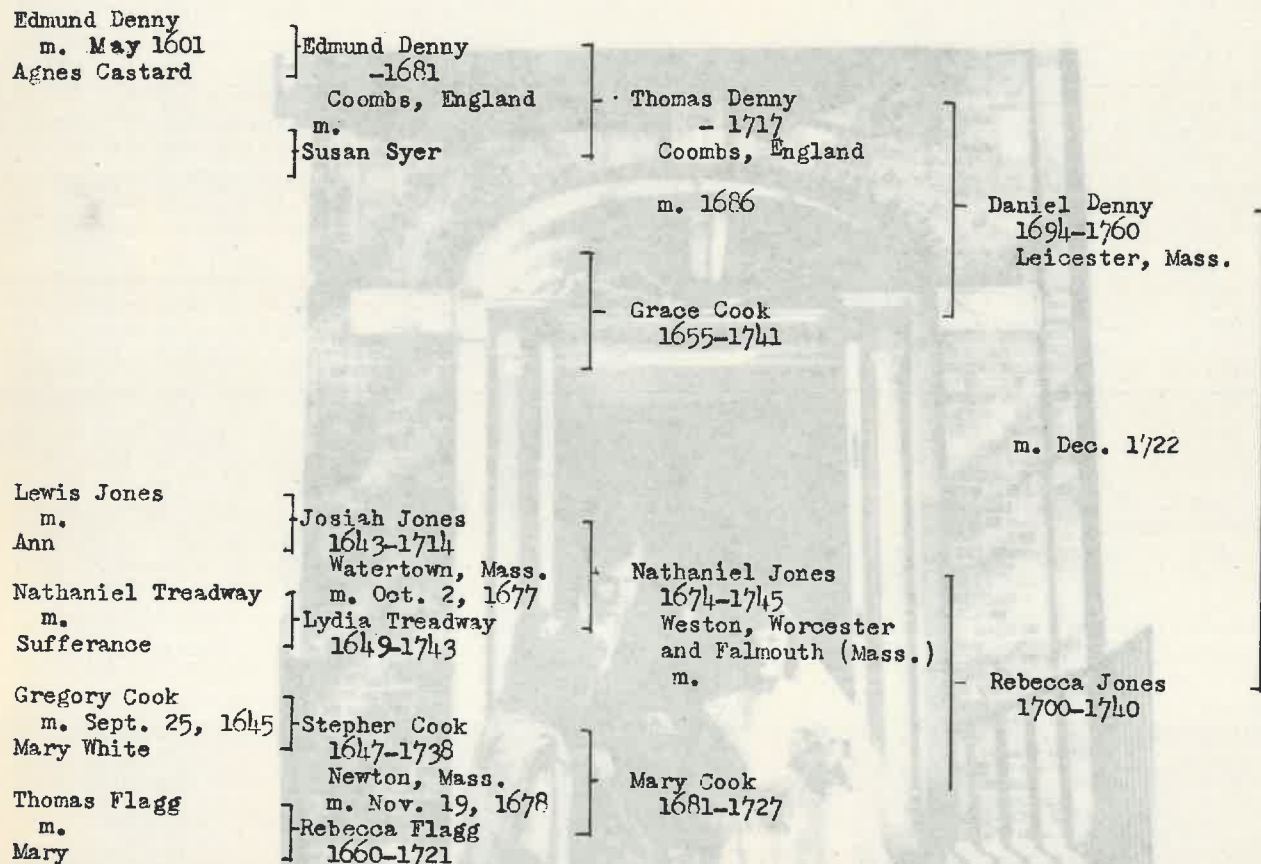 Edmund Denny
m. May 1601
Agnes Castard
Edmund Denny
-1681
Coombs, England
m.
Susan Syer
Thomas Denny
- 1717
Coombs, England
m. 1686
Grace Cook
1655-1741
Daniel Denny
1694-1760
Leicester, Mass.
m. Dec. 1722
Lewis Jones
m.
Ann
Nathaniel Treadway
m.
Sufferance
Josiah Jones
1643-1714
Watertown, Mass.
m. Oct. 2, 1677
Lydia Treadway
1649-1743
Gregory Cook
m. Sept. 25, 1645
Mary White
Thomas Flagg
m.
Mary
Stepher Cook
1647-1738
Newton, Mass.
m. Nov. 19, 1678
Rebecca Flagg
1660-1721
Nathaniel Jones
1674-1745
Weston, Worcester
and Falmouth (Mass.)
m.
Mary Cook
1681-1727
Rebecca Jones
1700-1740